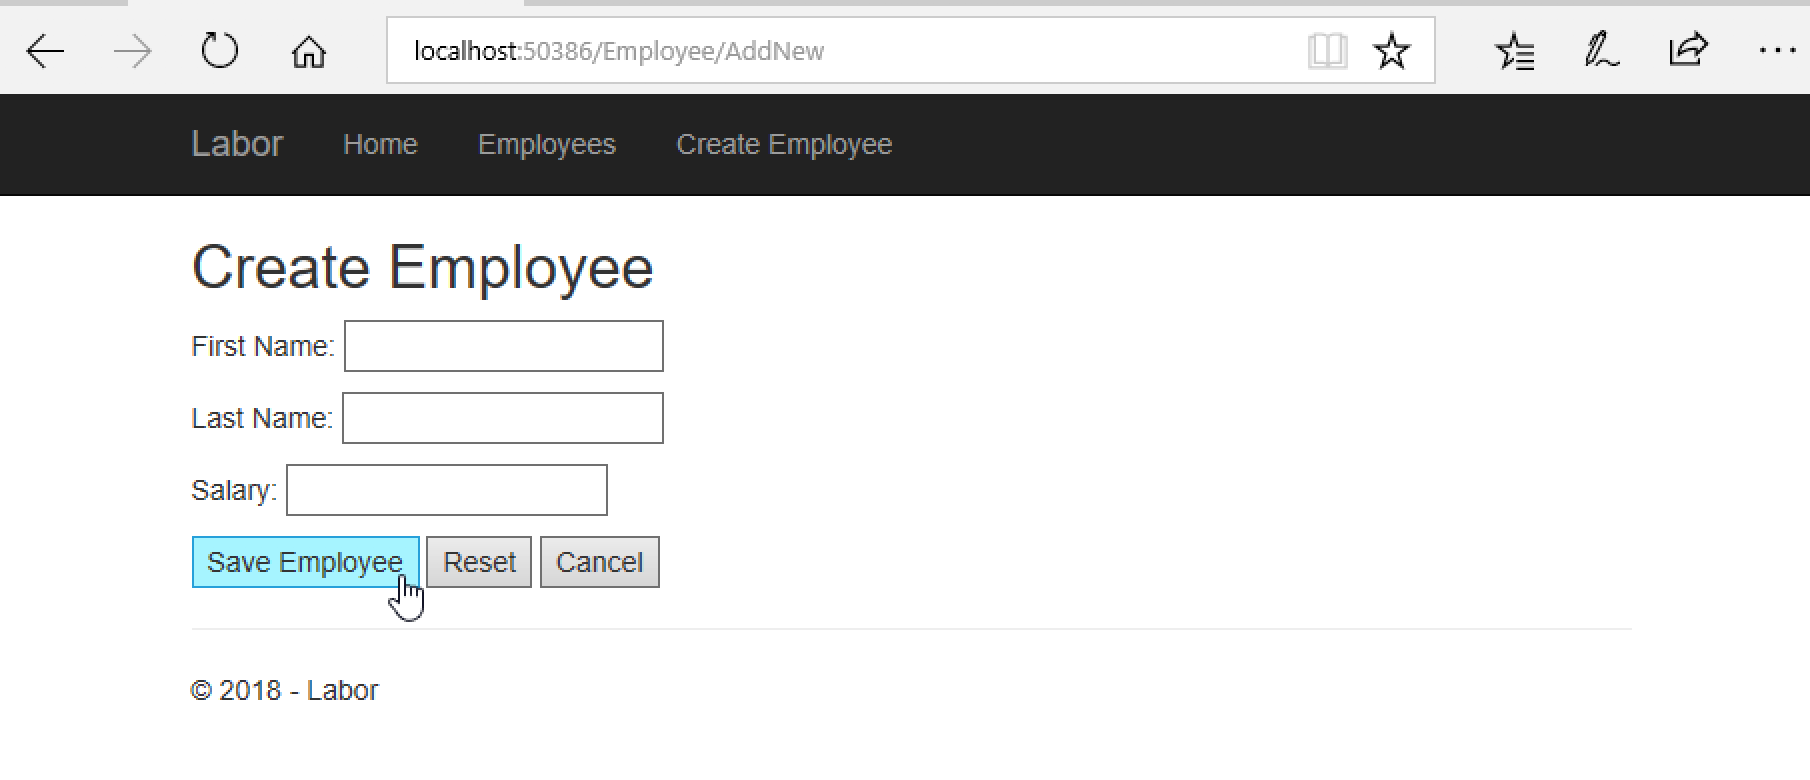 localhost:50386/Employee/AddNew
Labor Home Employees Create Employee
Create Employee
First Name:
Last Name:
Salary:
Save Employee Reset Cancel
© 2018 - Labor